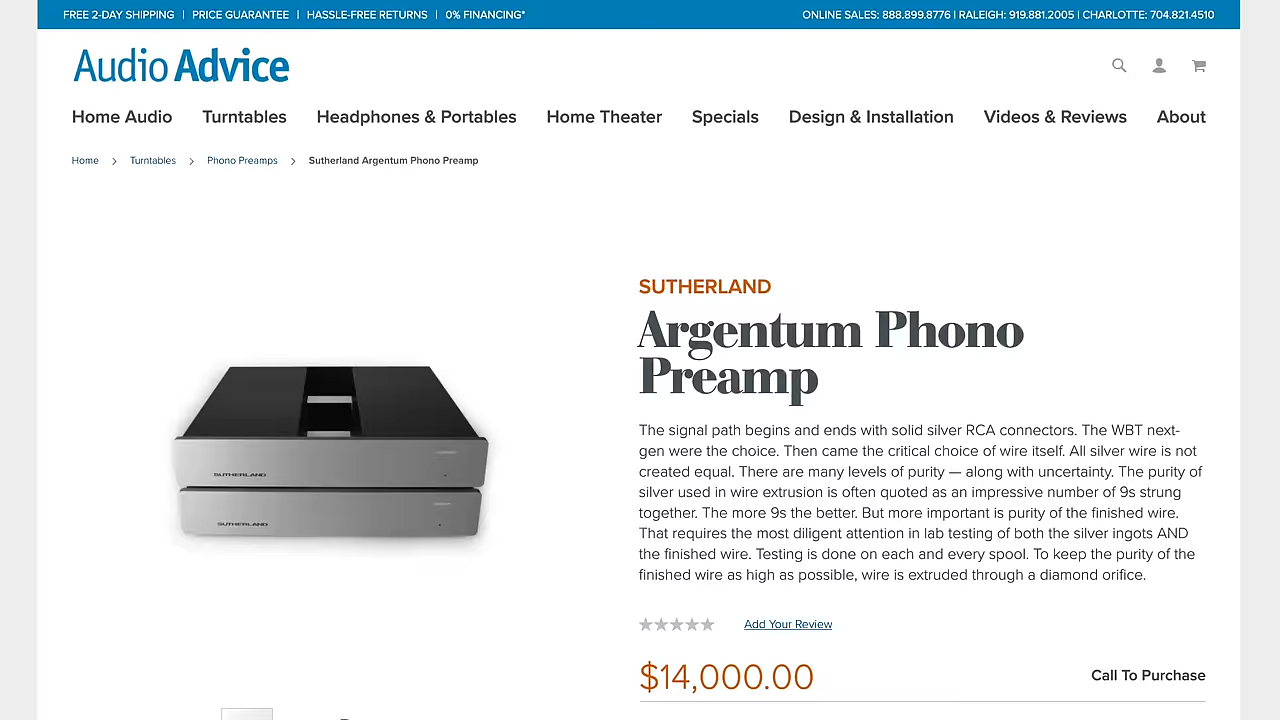 FREE 2-DAY SHIPPING | PRICE GUARANTEE | HASSLE-FREE RETURNS | 0% FINANCING*
ONLINE SALES: 888.899.8776 | RALEIGH: 919.881.2005 | CHARLOTTE: 704.821.4510
Audio Advice
Home Audio Turntables Headphones & Portables Home Theater Specials Design & Installation Videos & Reviews About
Home > Turntables > Phono Preamps > Sutherland Argentum Phono Preamp
SUTHERLAND
Argentum Phono
Preamp
The signal path begins and ends with solid silver RCA connectors. The WBT next-
gen were the choice. Then came the critical choice of wire itself. All silver wire is not
created equal. There are many levels of purity — along with uncertainty. The purity of
silver used in wire extrusion is often quoted as an impressive number of 9s strung
together. The more 9s the better. But more important is purity of the finished wire.
That requires the most diligent attention in lab testing of both the silver ingots AND
the finished wire. Testing is done on each and every spool. To keep the purity of the
finished wire as high as possible, wire is extruded through a diamond orifice.
Add Your Review
$14,000.00
Call To Purchase
SUTHERLAND
SUTHERLAND